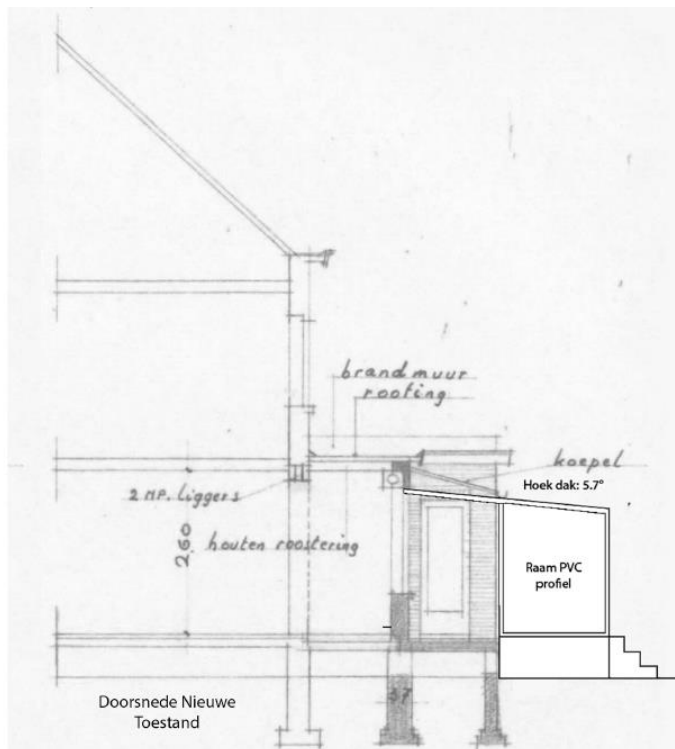 brandmuur
roofing
koepel
Hoek dak: 5.7°
2 NP. liggers
260
houten roostering
Raam PVC
profiel
37
Doorsnede Nieuwe
Toestand